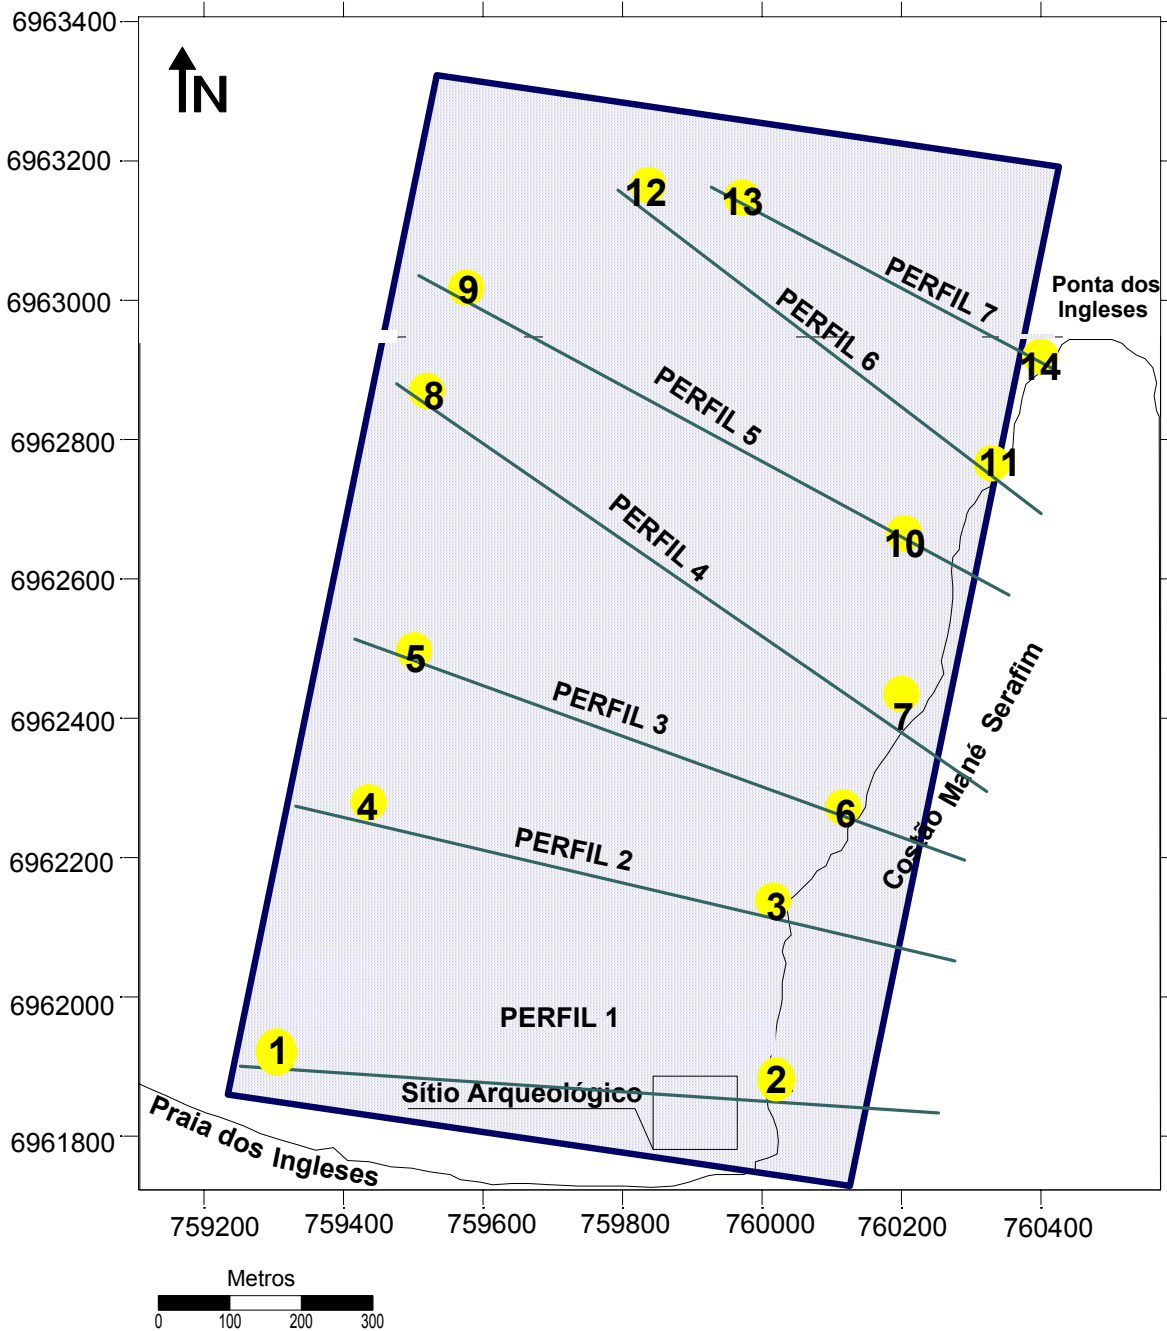 6963400
N
6963200
12
13
PERFIL 7
Ponta dos
Ingleses
9
6963000
PERFIL 6
14
PERFIL 5
8
6962800
11
10
PERFIL 4
6962600
5
Costão Mané Serafim
PERFIL 3
7
6962400
4
6
PERFIL 2
6962200
3
6962000
PERFIL 1
1
2
Sítio Arqueológico
Praia dos Ingleses
6961800
759200 759400 759600 759800 760000 760200 760400
Metros
0 100 200 300